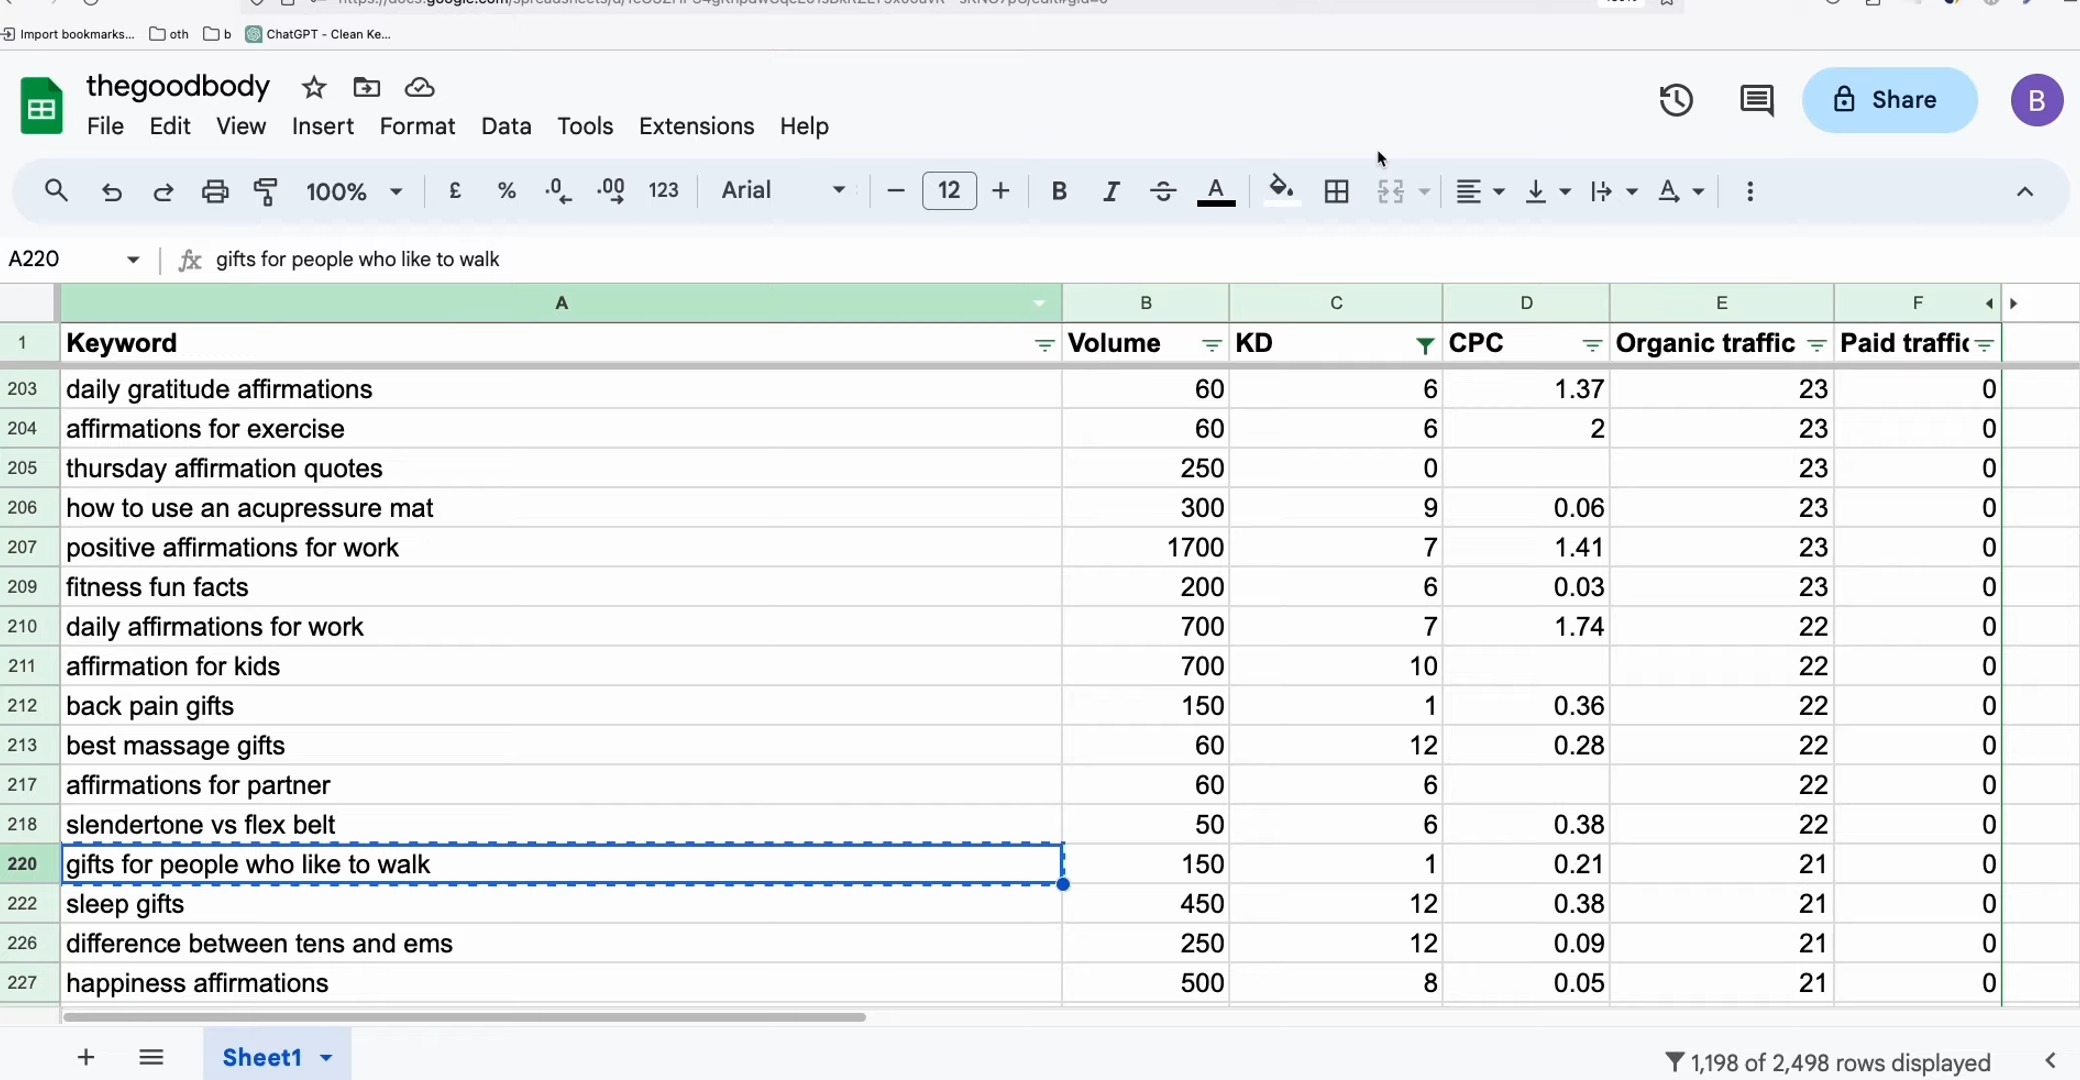 Import bookmarks... oth b ChatGPT - Clean Ke...
thegoodbody
Share
B
File Edit View Insert Format Data Tools Extensions Help
100% £ % .0 .00 123 Arial 12 B I A
A220 fx gifts for people who like to walk
A B C D E F
1 Keyword Volume KD CPC Organic traffic Paid traffic
203 daily gratitude affirmations 60 6 1.37 23 0
204 affirmations for exercise 60 6 2 23 0
205 thursday affirmation quotes 250 0 23 0
206 how to use an acupressure mat 300 9 0.06 23 0
207 positive affirmations for work 1700 7 1.41 23 0
209 fitness fun facts 200 6 0.03 23 0
210 daily affirmations for work 700 7 1.74 22 0
211 affirmation for kids 700 10 22 0
212 back pain gifts 150 1 0.36 22 0
213 best massage gifts 60 12 0.28 22 0
217 affirmations for partner 60 6 22 0
218 slendertone vs flex belt 50 6 0.38 22 0
220 gifts for people who like to walk 150 1 0.21 21 0
222 sleep gifts 450 12 0.38 21 0
226 difference between tens and ems 250 12 0.09 21 0
227 happiness affirmations 500 8 0.05 21 0
Sheet1
1,198 of 2,498 rows displayed